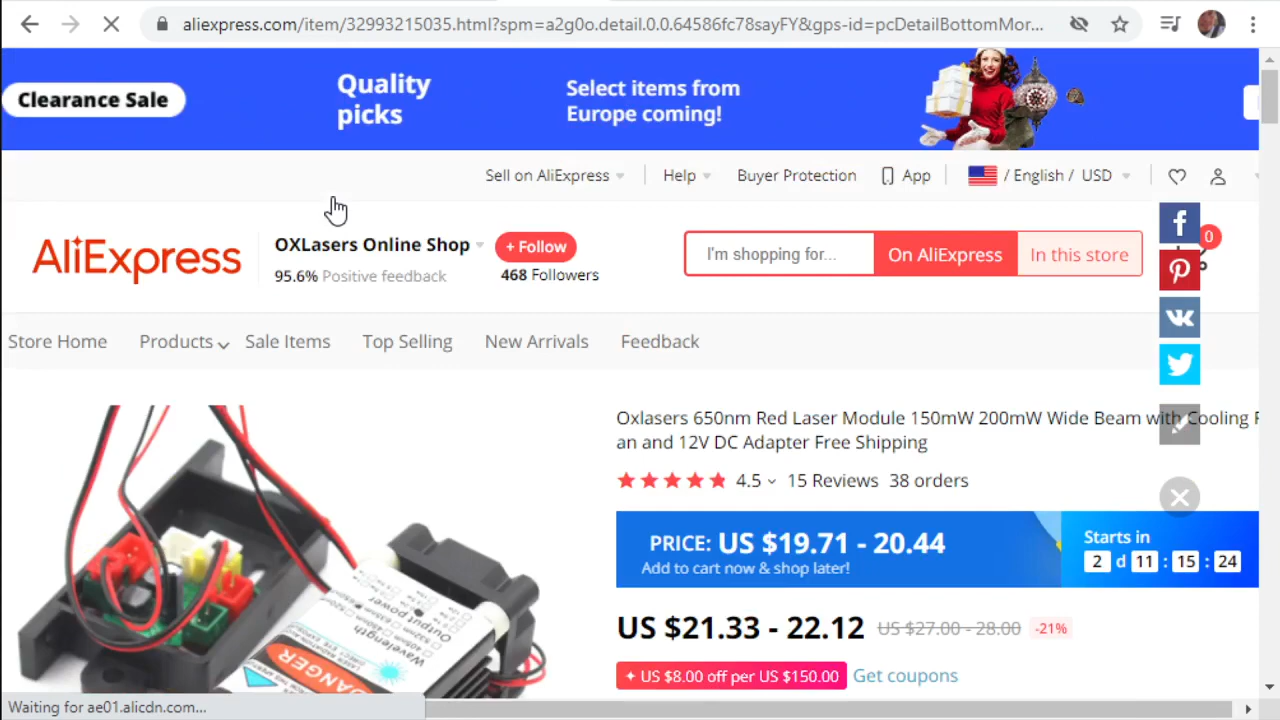 aliexpress.com/item/32993215035.html?spm=a2g0o.detail.0.0.64586fc78sayFY&gps-id=pcDetailBottomMor...
Clearance Sale
Quality
picks
Select items from
Europe coming!
Sell on AliExpress
Help
Buyer Protection
App
/ English / USD
AliExpress
OXLasers Online Shop
+ Follow
95.6% Positive feedback
468 Followers
I'm shopping for...
On AliExpress
In this store
0
Store Home
Products
Sale Items
Top Selling
New Arrivals
Feedback
Oxlasers 650nm Red Laser Module 150mW 200mW Wide Beam with Cooling F
an and 12V DC Adapter Free Shipping
4.5
15 Reviews
38 orders
PRICE: US $19.71 - 20.44
Add to cart now & shop later!
Starts in
2 d 11 : 15 : 24
US $21.33 - 22.12
US $27.00 - 28.00
-21%
US $8.00 off per US $150.00
Get coupons
Output power
Wavelength
DANGER
Waiting for ae01.alicdn.com...